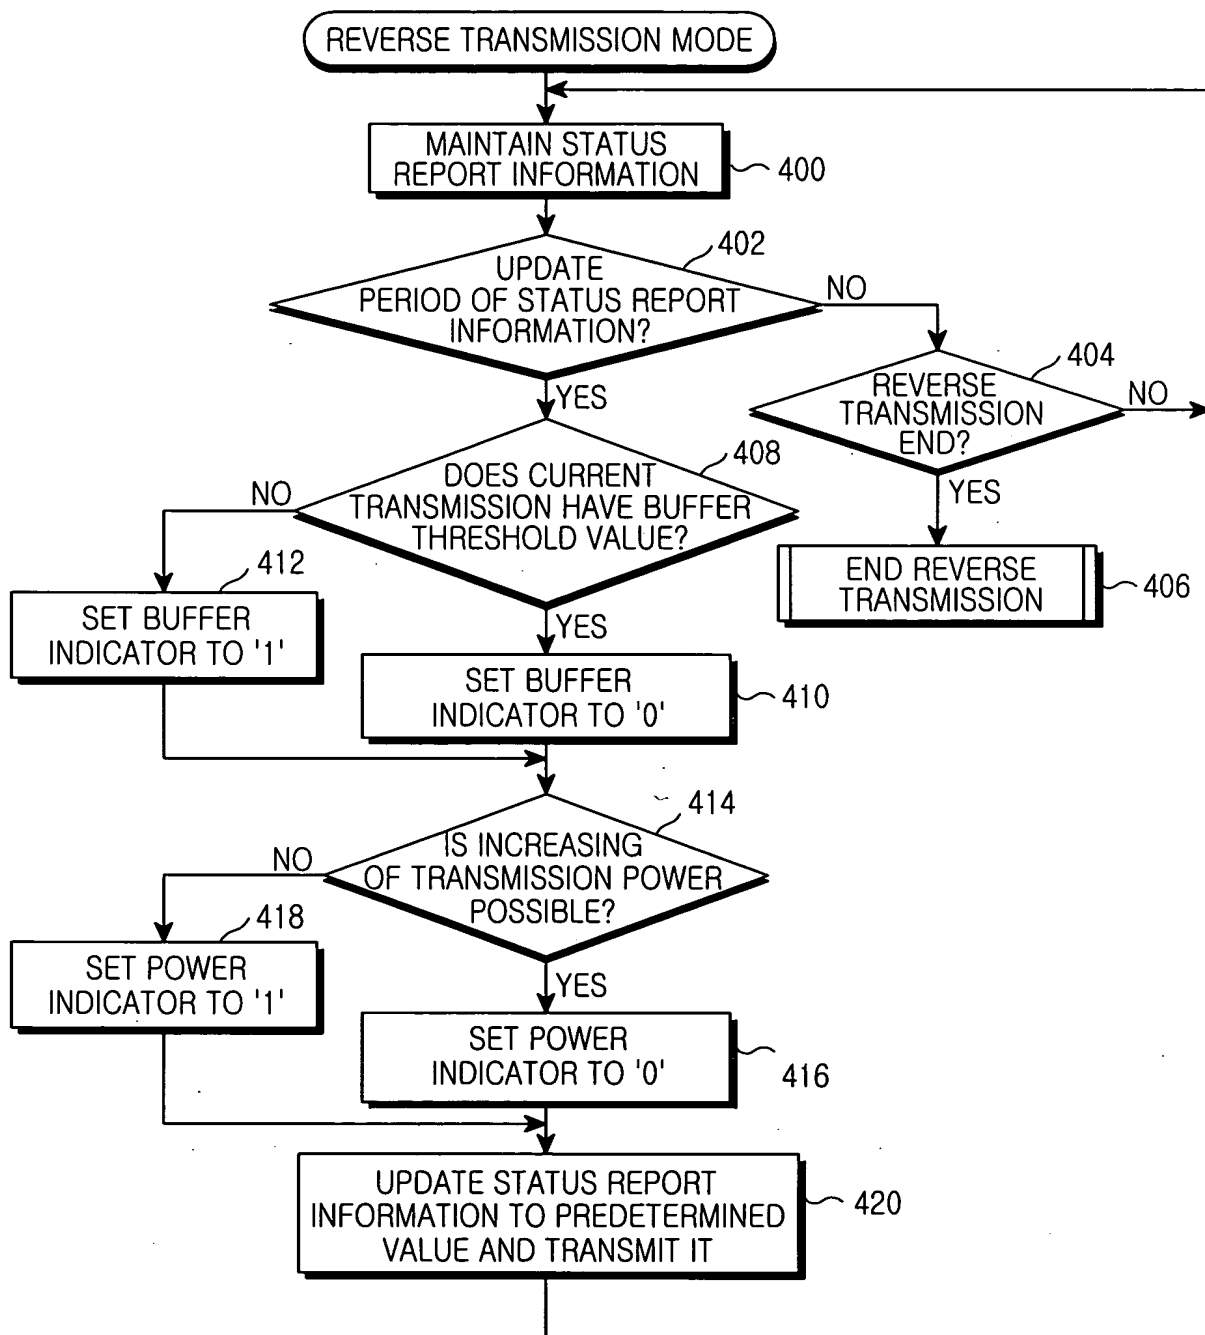 REVERSE TRANSMISSION MODE
MAINTAIN STATUS
REPORT INFORMATION
400
402
UPDATE
PERIOD OF STATUS REPORT
INFORMATION?
NO
YES
404
REVERSE
TRANSMISSION
END?
NO
YES
408
DOES CURRENT
TRANSMISSION HAVE BUFFER
THRESHOLD VALUE?
NO
YES
END REVERSE
TRANSMISSION
406
412
SET BUFFER
INDICATOR TO '1'
SET BUFFER
INDICATOR TO '0'
410
414
IS INCREASING
OF TRANSMISSION POWER
POSSIBLE?
NO
YES
418
SET POWER
INDICATOR TO '1'
SET POWER
INDICATOR TO '0'
416
UPDATE STATUS REPORT
INFORMATION TO PREDETERMINED
VALUE AND TRANSMIT IT
420